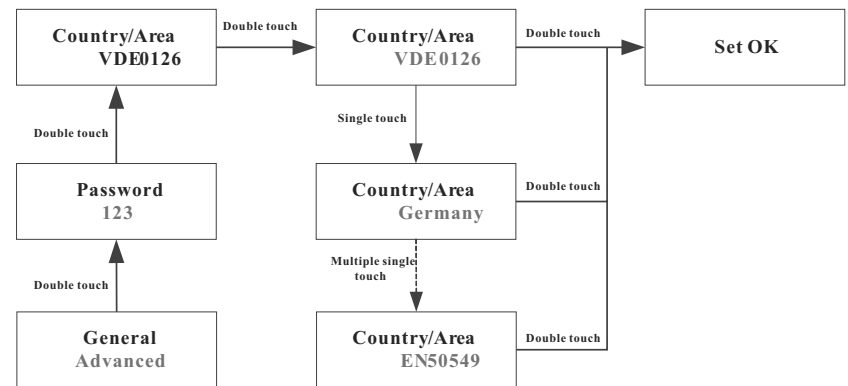 Country/Area
VDE0126
Double touch
Country/Area
VDE0126
Double touch
Set OK
Double touch
Single touch
Password
123
Country/Area
Germany
Double touch
Double touch
Multiple single
touch
General
Advanced
Country/Area
EN50549
Double touch